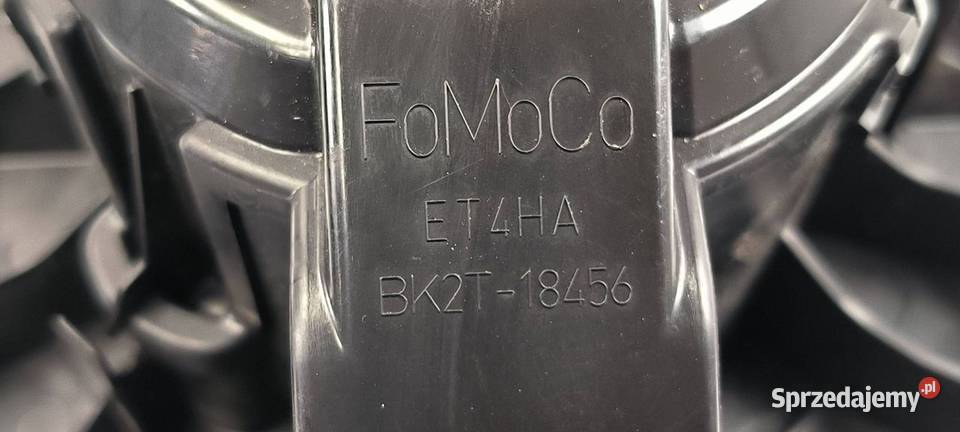 FoMoCo
ET4HA
BK2T-18456
Sprzedajemy.pl